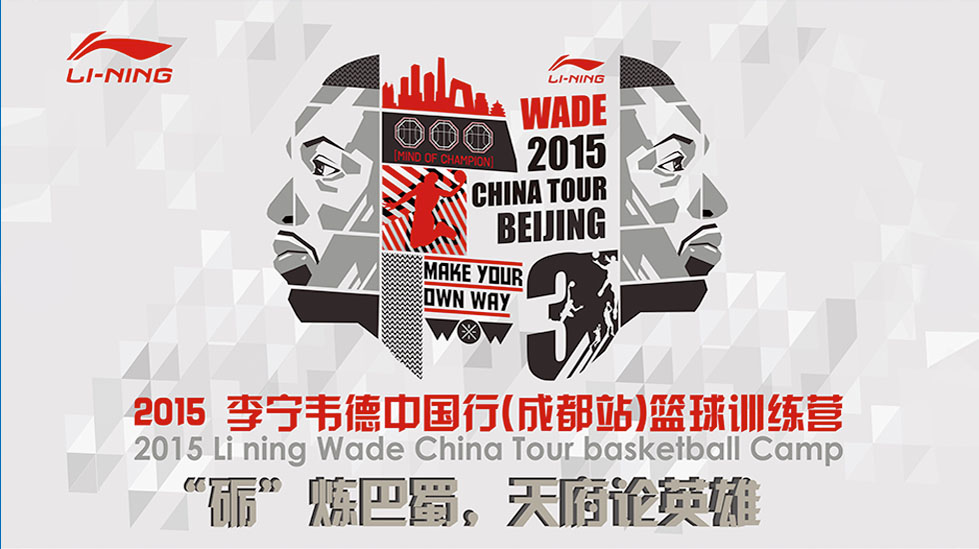 LI-NING
LI-NING
WADE
2015
CHINA TOUR
BEIJING
[MIND OF CHAMPION]
MAKE YOUR
OWN WAY
3
2015 李宁韦德中国行(成都站)篮球训练营
2015 Li ning Wade China Tour basketball Camp
“砺”炼巴蜀，天府论英雄